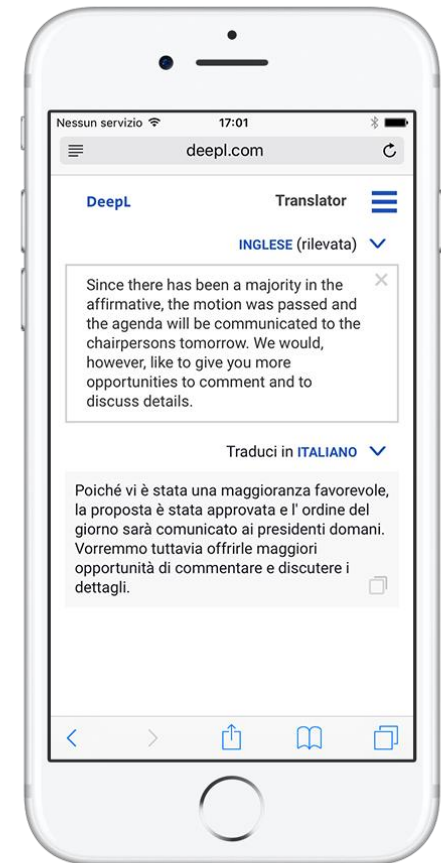 Nessun servizio 17:01
deepl.com
DeepL Translator
INGLESE (rilevata)
Since there has been a majority in the
affirmative, the motion was passed and
the agenda will be communicated to the
chairpersons tomorrow. We would,
however, like to give you more
opportunities to comment and to
discuss details.
Traduci in ITALIANO
Poiché vi è stata una maggioranza favorevole,
la proposta è stata approvata e l' ordine del
giorno sarà comunicato ai presidenti domani.
Vorremmo tuttavia offrirle maggiori
opportunità di commentare e discutere i
dettagli.